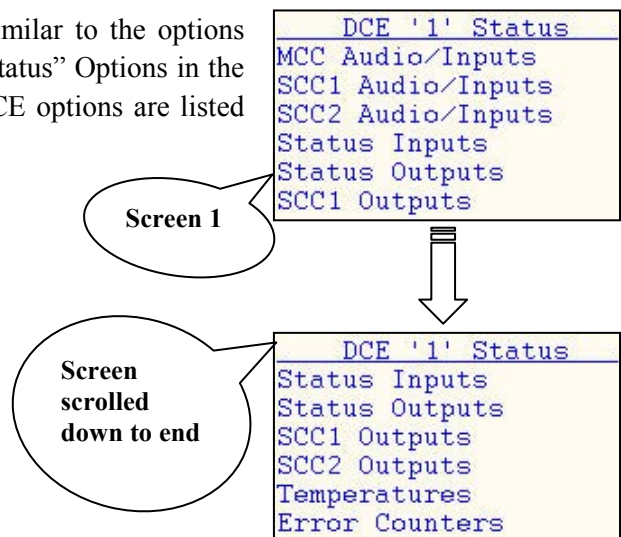 imilar to the options
tatus” Options in the
CE options are listed
DCE '1' Status
MCC Audio/Inputs
SCC1 Audio/Inputs
SCC2 Audio/Inputs
Status Inputs
Status Outputs
SCC1 Outputs
Screen 1
Screen
scrolled
down to end
DCE '1' Status
Status Inputs
Status Outputs
SCC1 Outputs
SCC2 Outputs
Temperatures
Error Counters